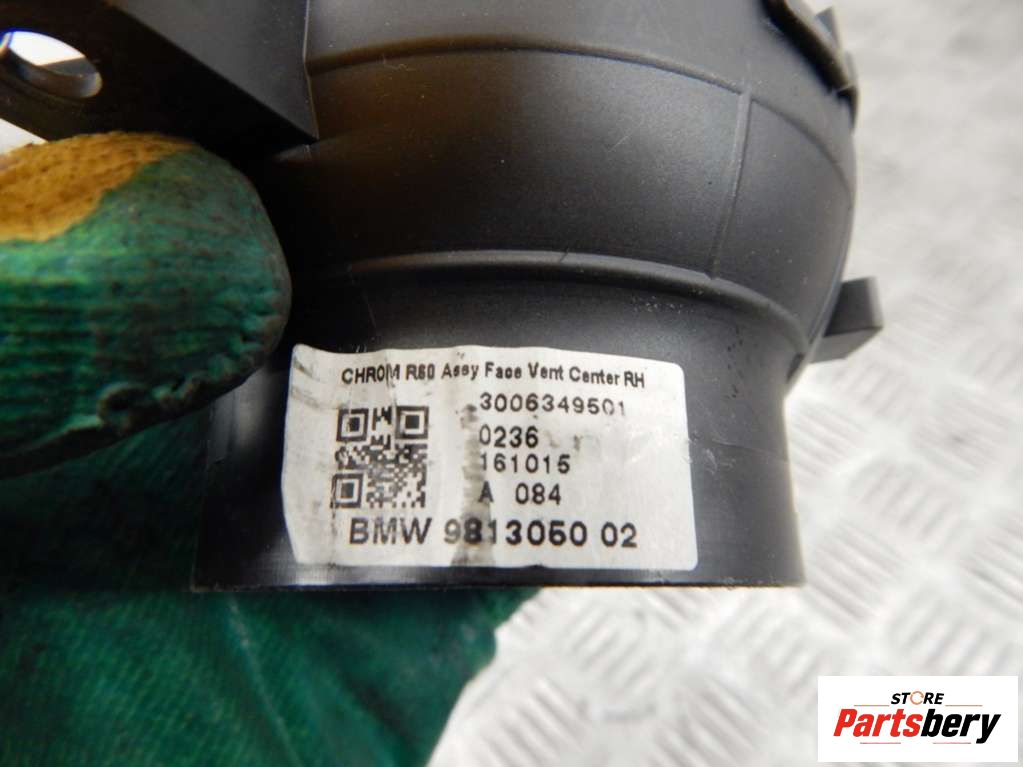 CHROM R60 Assy Face Vent Center RH
3006349501
0236
161015
A 084
BMW 9813050 02
STORE
Partsbery